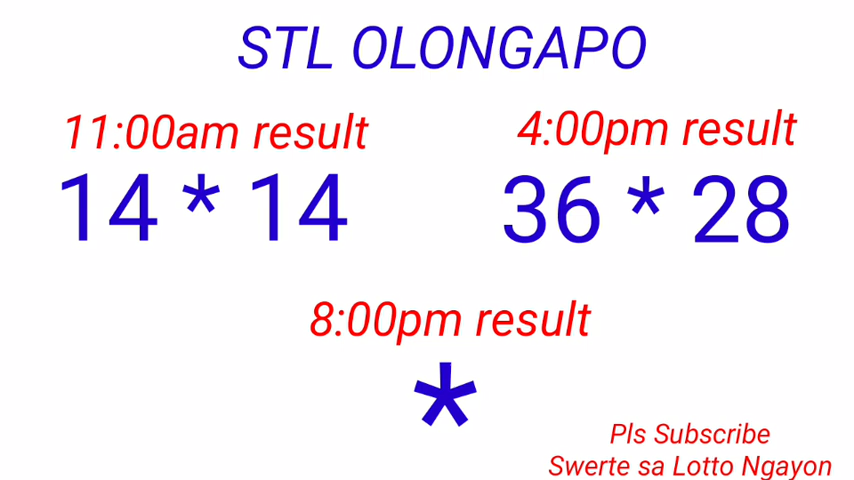 STL OLONGAPO
11:00am result
14 * 14
4:00pm result
36 * 28
8:00pm result
*
Pls Subscribe
Swerte sa Lotto Ngayon